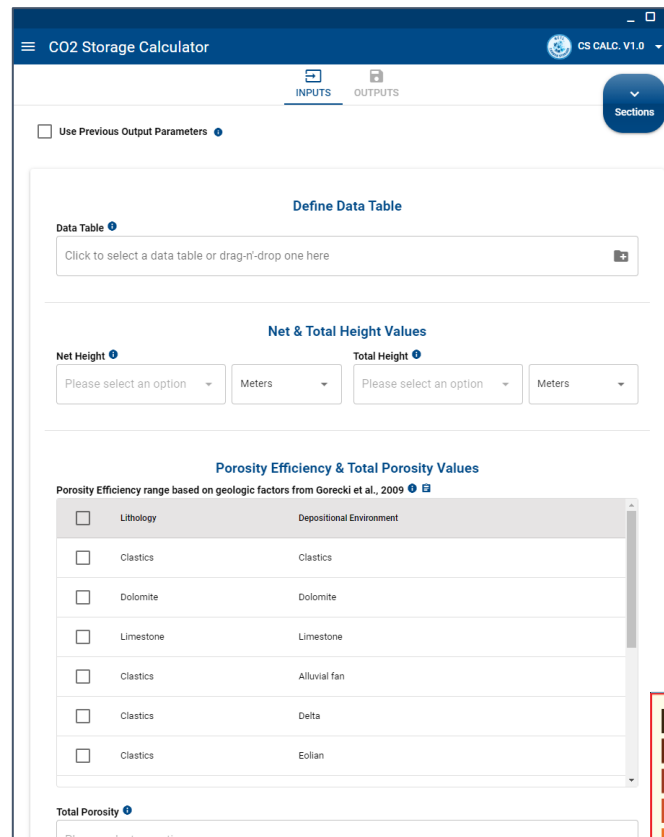 CO2 Storage Calculator
CS CALC. V1.0
INPUTS OUTPUTS
Sections
Use Previous Output Parameters
Define Data Table
Data Table
Click to select a data table or drag-n'-drop one here
Net & Total Height Values
Net Height Total Height
Please select an option Meters Please select an option Meters
Porosity Efficiency & Total Porosity Values
Porosity Efficiency range based on geologic factors from Gorecki et al., 2009
Lithology Depositional Environment
Clastics Clastics
Dolomite Dolomite
Limestone Limestone
Clastics Alluvial fan
Clastics Delta
Clastics Eolian
Total Porosity